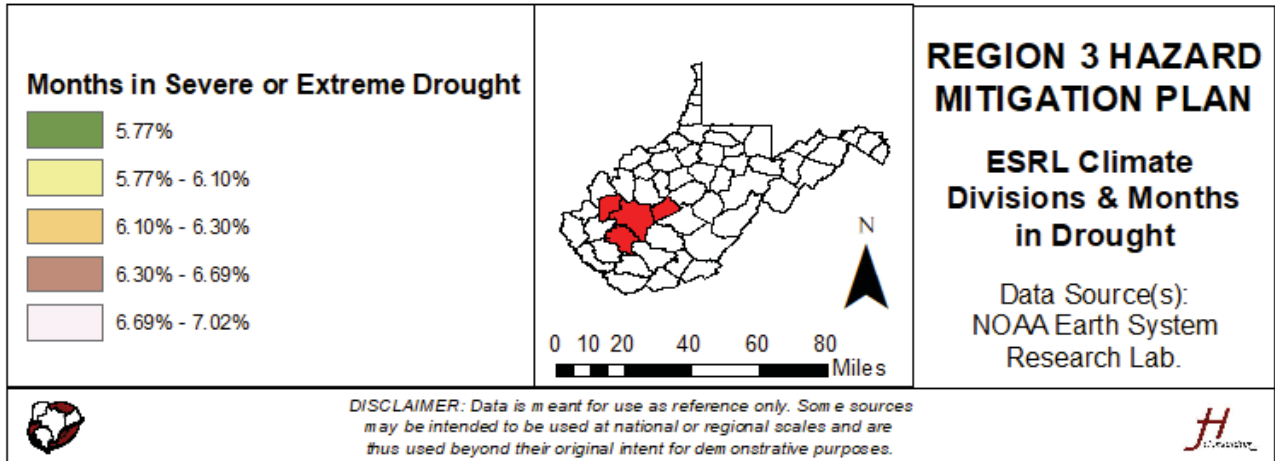 Months in Severe or Extreme Drought
5.77%
5.77% - 6.10%
6.10% - 6.30%
6.30% - 6.69%
6.69% - 7.02%
N
0 10 20 40 60 80
Miles
REGION 3 HAZARD
MITIGATION PLAN
ESRL Climate
Divisions & Months
in Drought
Data Source(s):
NOAA Earth System
Research Lab.
DISCLAIMER: Data is meant for use as reference only. Some sources
may be intended to be used at national or regional scales and are
thus used beyond their original intent for demonstrative purposes.
JH